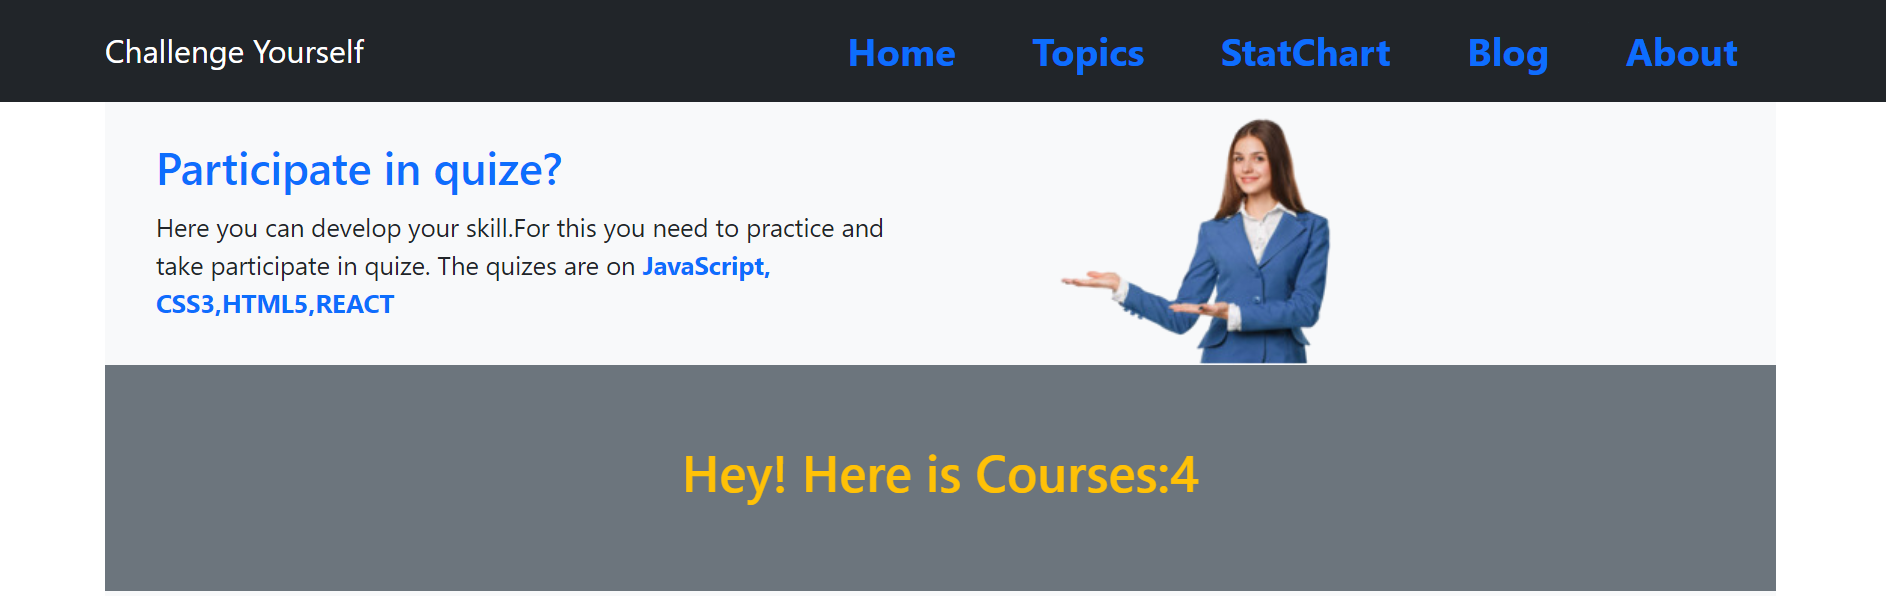 Challenge Yourself
Home Topics StatChart Blog About
Participate in quize?
Here you can develop your skill.For this you need to practice and
take participate in quize. The quizes are on JavaScript,
CSS3,HTML5,REACT
Hey! Here is Courses:4